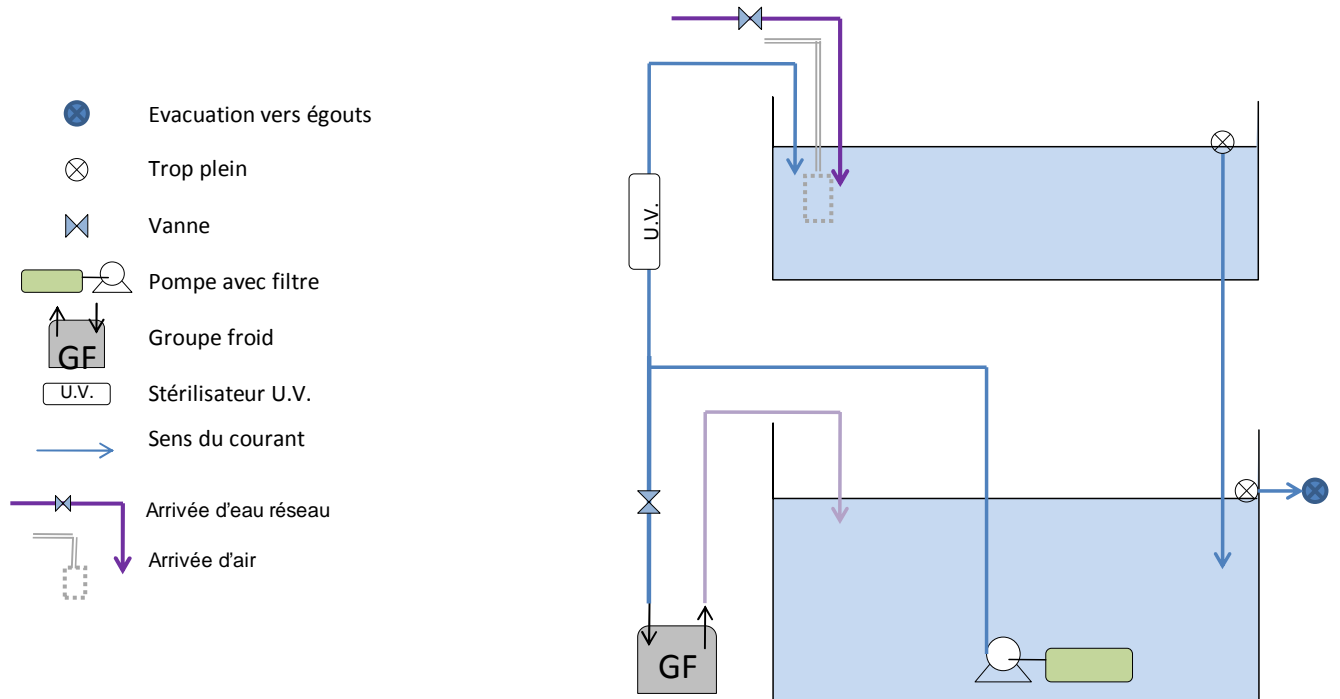 Evacuation vers égouts
Trop plein
Vanne
Pompe avec filtre
GF
Groupe froid
U.V.
Stérilisateur U.V.
Sens du courant
Arrivée d'eau réseau
Arrivée d'air
U.V.
GF